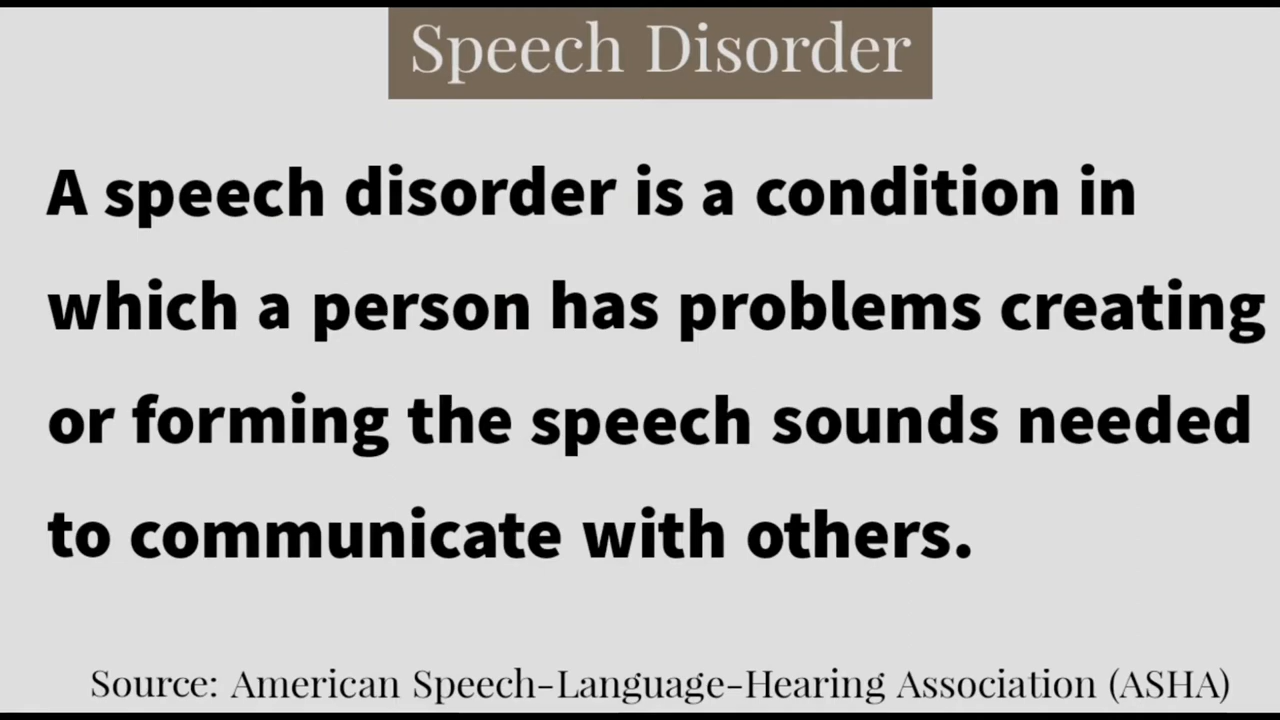 Speech Disorder
A speech disorder is a condition in
which a person has problems creating
or forming the speech sounds needed
to communicate with others.
Source: American Speech-Language-Hearing Association (ASHA)